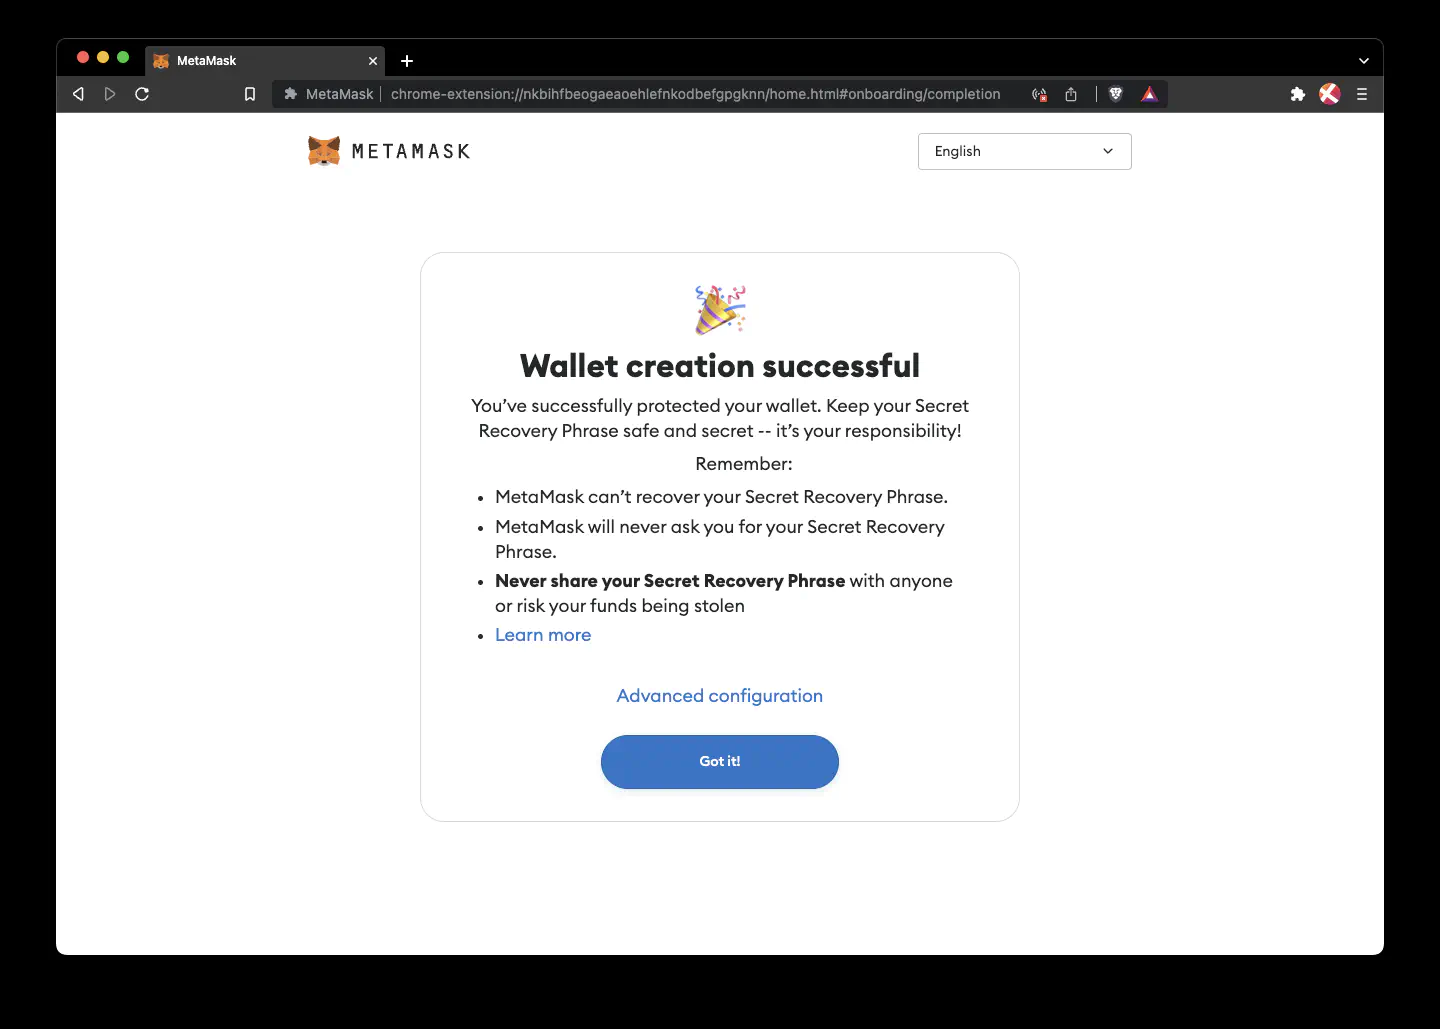 MetaMask
MetaMask chrome-extension://nkbihfbeogaeaoehlefnkodbefgpgknn/home.html#onboarding/completion
METAMASK
English
Wallet creation successful
You’ve successfully protected your wallet. Keep your Secret
Recovery Phrase safe and secret -- it’s your responsibility!
Remember:
• MetaMask can’t recover your Secret Recovery Phrase.
• MetaMask will never ask you for your Secret Recovery
Phrase.
• Never share your Secret Recovery Phrase with anyone
or risk your funds being stolen
• Learn more
Advanced configuration
Got it!